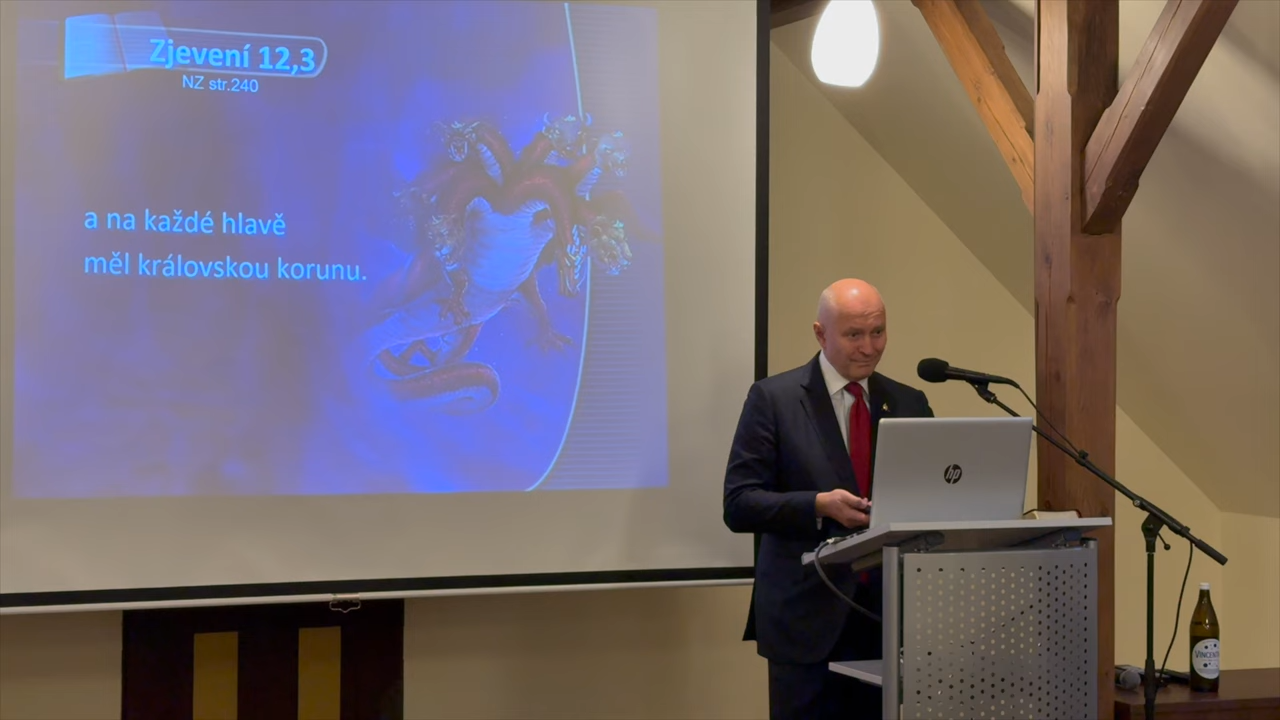 Zjevení 12,3
NZ str.240
a na každé hlavě
měl královskou korunu.
hp